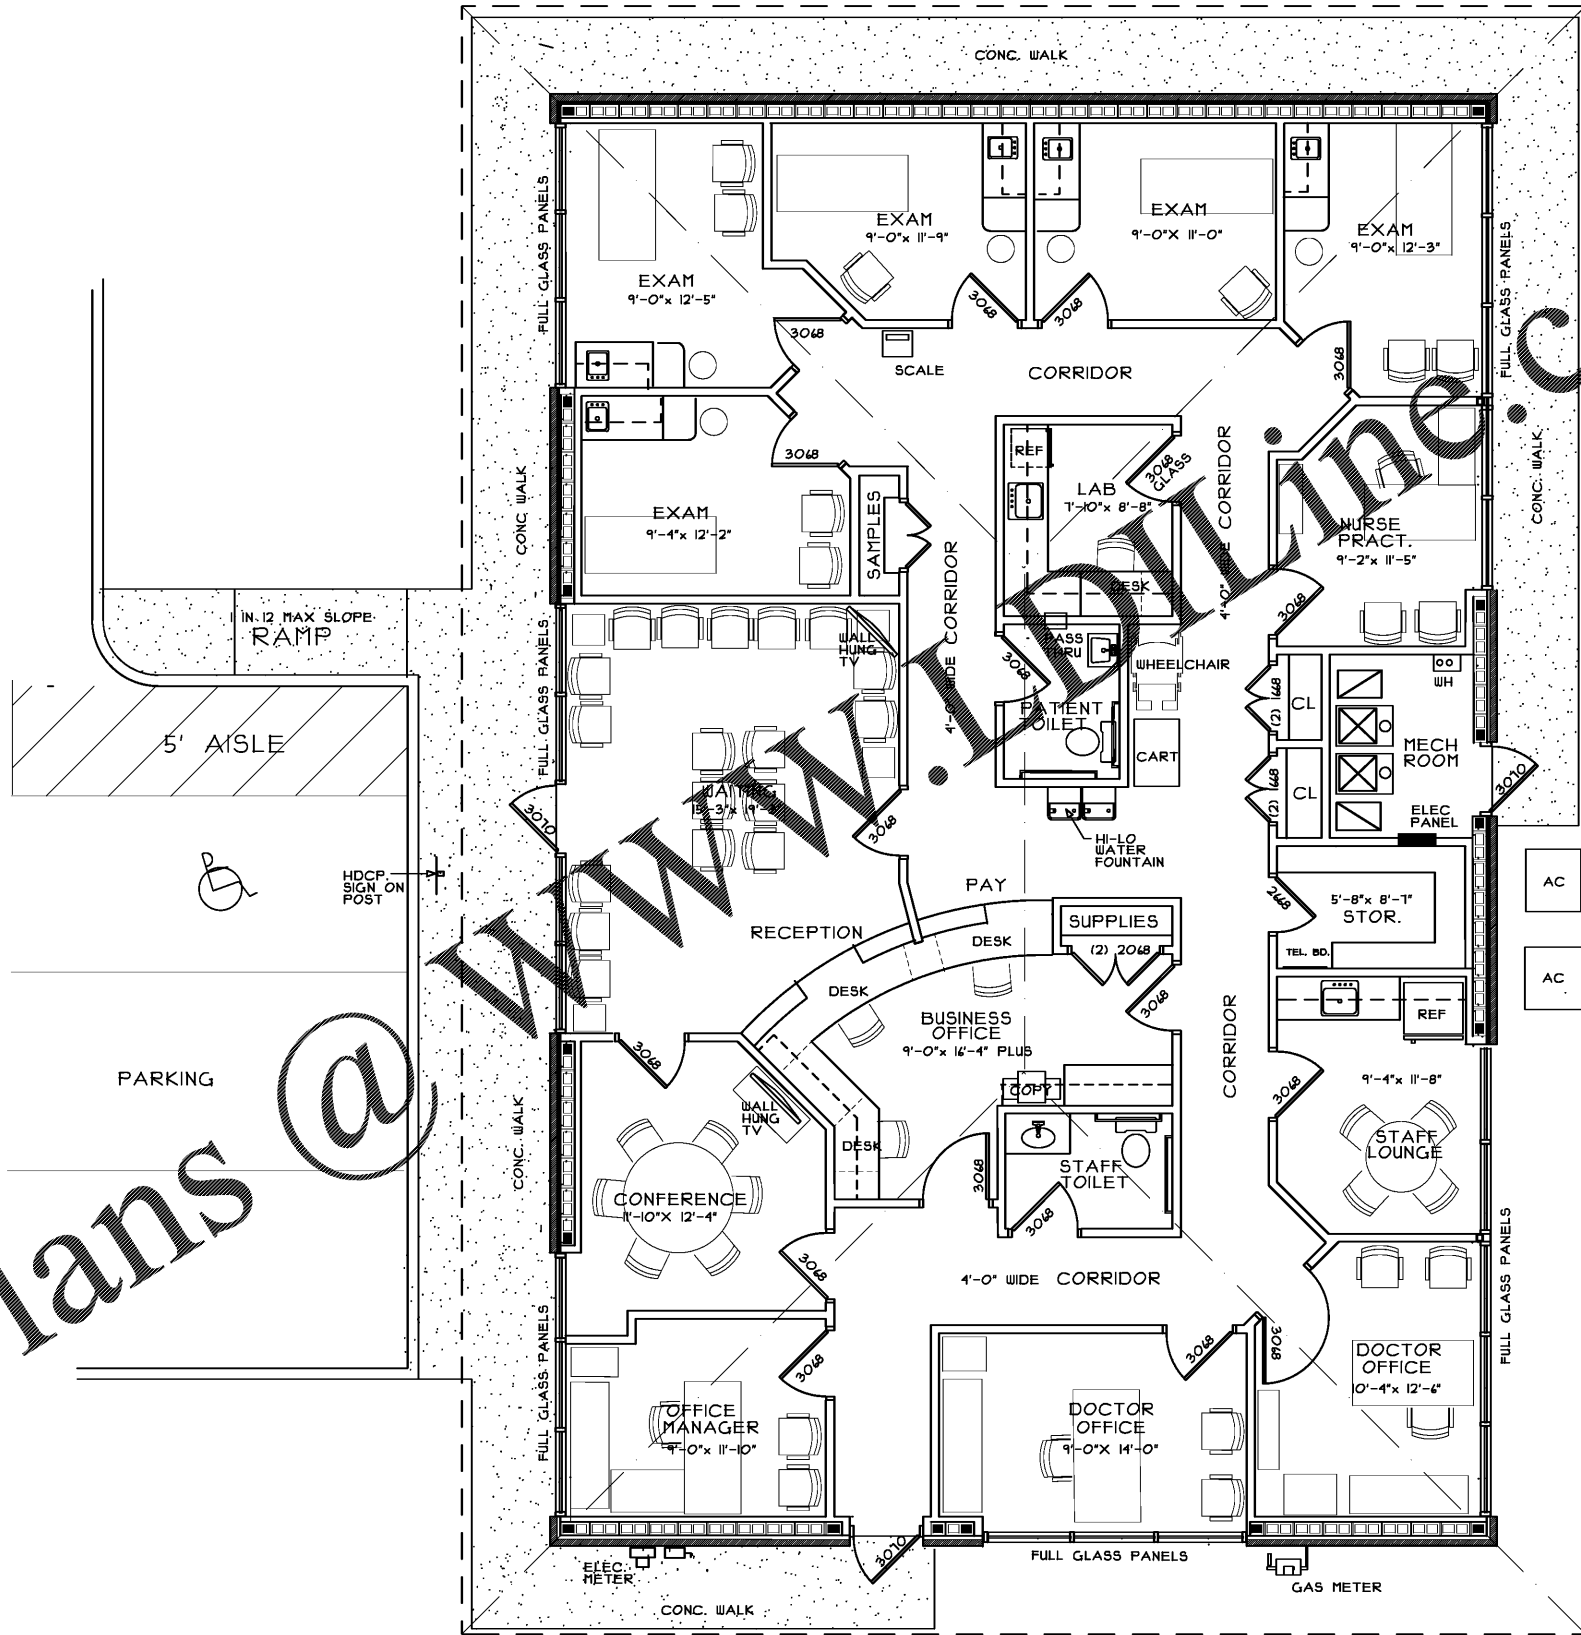 CONC. WALK
FULL GLASS PANELS
EXAM
9'-0"x 12'-5"
EXAM
9'-0"x 11'-9"
EXAM
9'-0"X 11'-0"
EXAM
9'-0"x 12'-3"
FULL GLASS PANELS
3068
3068
3068
3068
SCALE
CORRIDOR
3068
EXAM
9'-4"x 12'-2"
SAMPLES
CONC. WALK
REF
LAB
7'-10"x 8'-8"
3068
GLASS
DESK
4'-0" WIDE CORRIDOR
4'-0" WIDE CORRIDOR
NURSE
PRACT.
9'-2"x 11'-5"
CONC. WALK
3068
1 IN 12 MAX SLOPE
RAMP
5' AISLE
FULL GLASS PANELS
WALL
HUNG
TV
PASS
THRU
3068
WHEELCHAIR
PATIENT
TOILET
CART
(2) 1668
CL
(2) 1668
CL
WH
MECH
ROOM
ELEC
PANEL
3070
WAITING
3070
3068
HI-LO
WATER
FOUNTAIN
HDCP.
SIGN ON
POST
PAY
RECEPTION
DESK
SUPPLIES
(2) 2068
2668
5'-8"x 8'-7"
STOR.
TEL. BD.
AC
AC
DESK
BUSINESS
OFFICE
9'-0"x 16'-4" PLUS
3068
CORRIDOR
REF
PARKING
CONC. WALK
3068
WALL
HUNG
TV
DESK
COPY
3068
9'-4"x 11'-8"
STAFF
LOUNGE
CONFERENCE
11'-10"X 12'-4"
3068
STAFF
TOILET
3068
3068
4'-0" WIDE CORRIDOR
FULL GLASS PANELS
FULL GLASS PANELS
3068
3068
3068
OFFICE
MANAGER
9'-0"x 11'-10"
DOCTOR
OFFICE
9'-0"X 14'-0"
DOCTOR
OFFICE
10'-4"x 12'-6"
ELEC.
METER
3070
FULL GLASS PANELS
GAS METER
CONC. WALK
lans @ www.LDILine.c